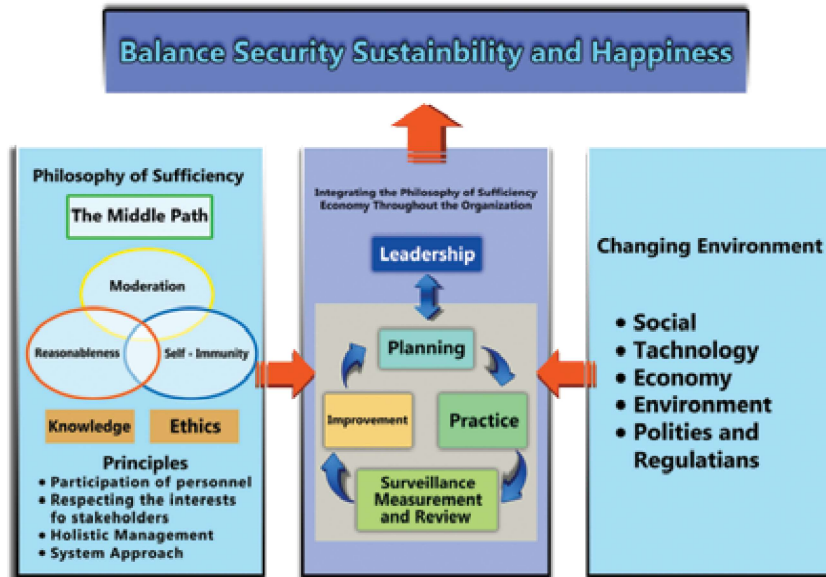 Balance Security Sustainbility and Happiness
Philosophy of Sufficiency
The Middle Path
Moderation
Reasonableness
Self - Immunity
Knowledge
Ethics
Principles
• Participation of personnel
• Respecting the interests
fo stakeholders
• Holistic Management
• System Approach
Integrating the Philosophy of Sufficiency
Economy Throughout the Organization
Leadership
Planning
Improvement
Practice
Surveillance
Measurement
and Review
Changing Environment
• Social
• Tachnology
• Economy
• Environment
• Polities and
Regulatians